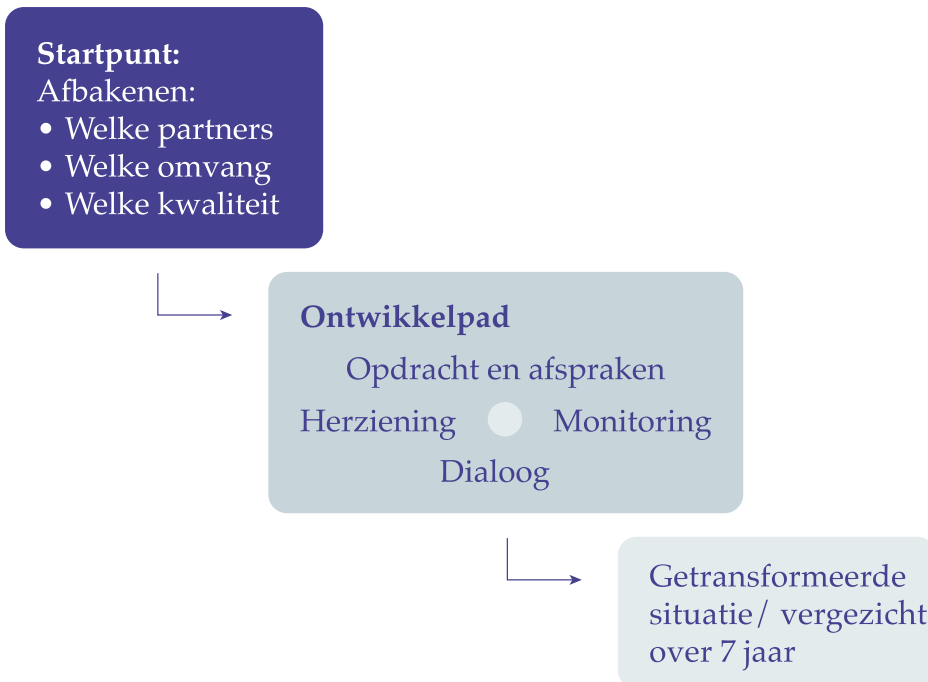 Startpunt:
Afbakenen:
• Welke partners
• Welke omvang
• Welke kwaliteit
Ontwikkelpad
Opdracht en afspraken
Herziening Monitoring
Dialoog
Getransformeerde
situatie/ vergezicht
over 7 jaar